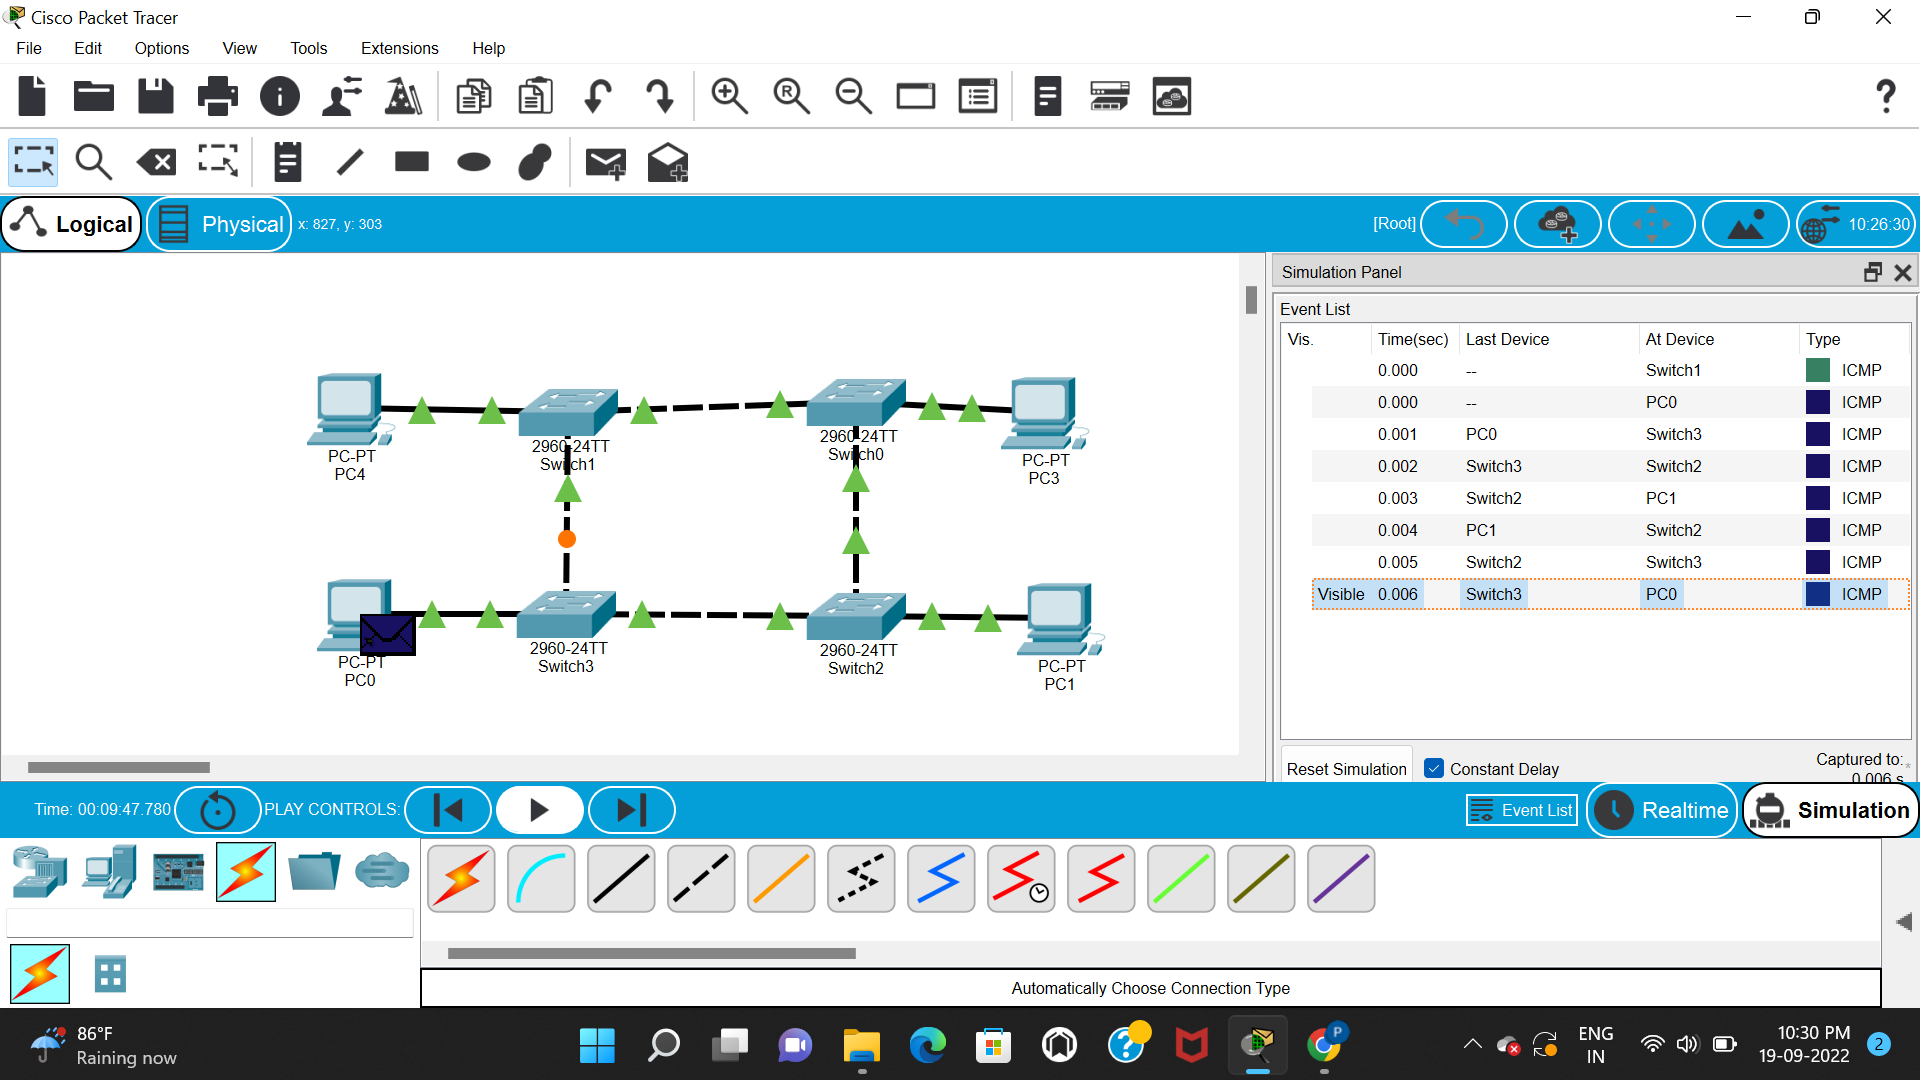 Cisco Packet Tracer
File Edit Options View Tools Extensions Help
Logical Physical x: 827, y: 303 [Root] 10:26:30
Simulation Panel
Event List
Vis. Time(sec) Last Device At Device Type
0.000 -- Switch1 ICMP
0.000 -- PC0 ICMP
0.001 PC0 Switch3 ICMP
0.002 Switch3 Switch2 ICMP
0.003 Switch2 PC1 ICMP
0.004 PC1 Switch2 ICMP
0.005 Switch2 Switch3 ICMP
Visible 0.006 Switch3 PC0 ICMP
Reset Simulation Constant Delay Captured to:*
0.006 s
PC-PT
PC4
2960-24TT
Switch1
2960-24TT
Switch0
PC-PT
PC3
PC-PT
PC0
2960-24TT
Switch3
2960-24TT
Switch2
PC-PT
PC1
Time: 00:09:47.780 PLAY CONTROLS: Event List Realtime Simulation
Automatically Choose Connection Type
86°F
Raining now
ENG
IN
10:30 PM
19-09-2022
2